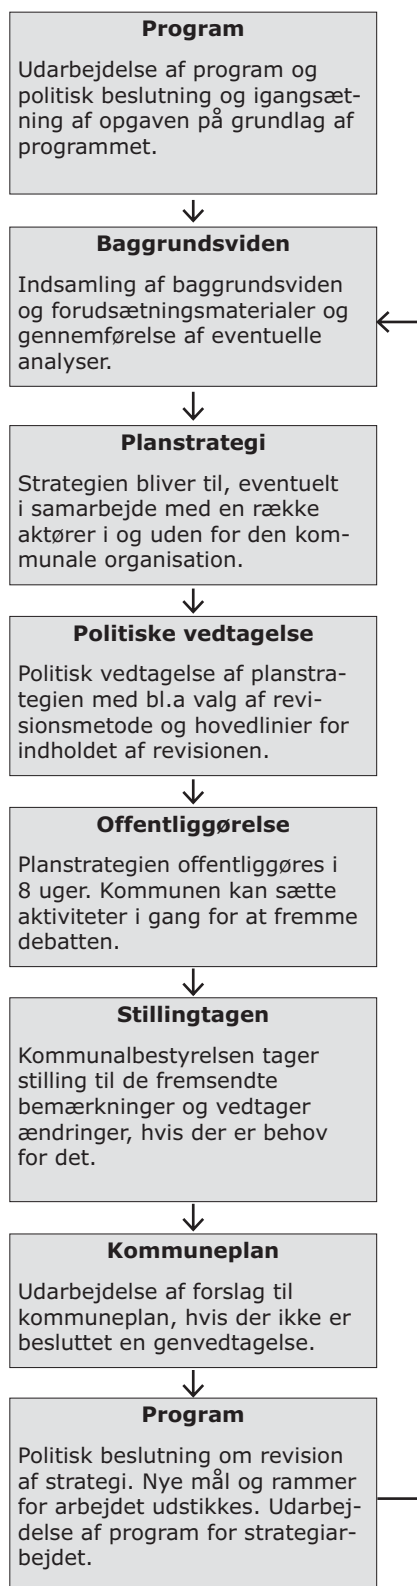 Program
Udarbejdelse af program og
politisk beslutning og igangsæt-
ning af opgaven på grundlag af
programmet.
Baggrundsviden
Indsamling af baggrundsviden
og forudsætningsmaterialer og
gennemførelse af eventuelle
analyser.
Planstrategi
Strategien bliver til, eventuelt
i samarbejde med en række
aktører i og uden for den kom-
munale organisation.
Politiske vedtagelse
Politisk vedtagelse af planstra-
tegien med bl.a valg af revi-
sionsmetode og hovedlinier for
indholdet af revisionen.
Offentliggørelse
Planstrategien offentliggøres i
8 uger. Kommunen kan sætte
aktiviteter i gang for at fremme
debatten.
Stillingtagen
Kommunalbestyrelsen tager
stilling til de fremsendte
bemærkninger og vedtager
ændringer, hvis der er behov
for det.
Kommuneplan
Udarbejdelse af forslag til
kommuneplan, hvis der ikke er
besluttet en genvedtagelse.
Program
Politisk beslutning om revision
af strategi. Nye mål og rammer
for arbejdet udstikkes. Udarbej-
delse af program for strategiar-
bejdet.